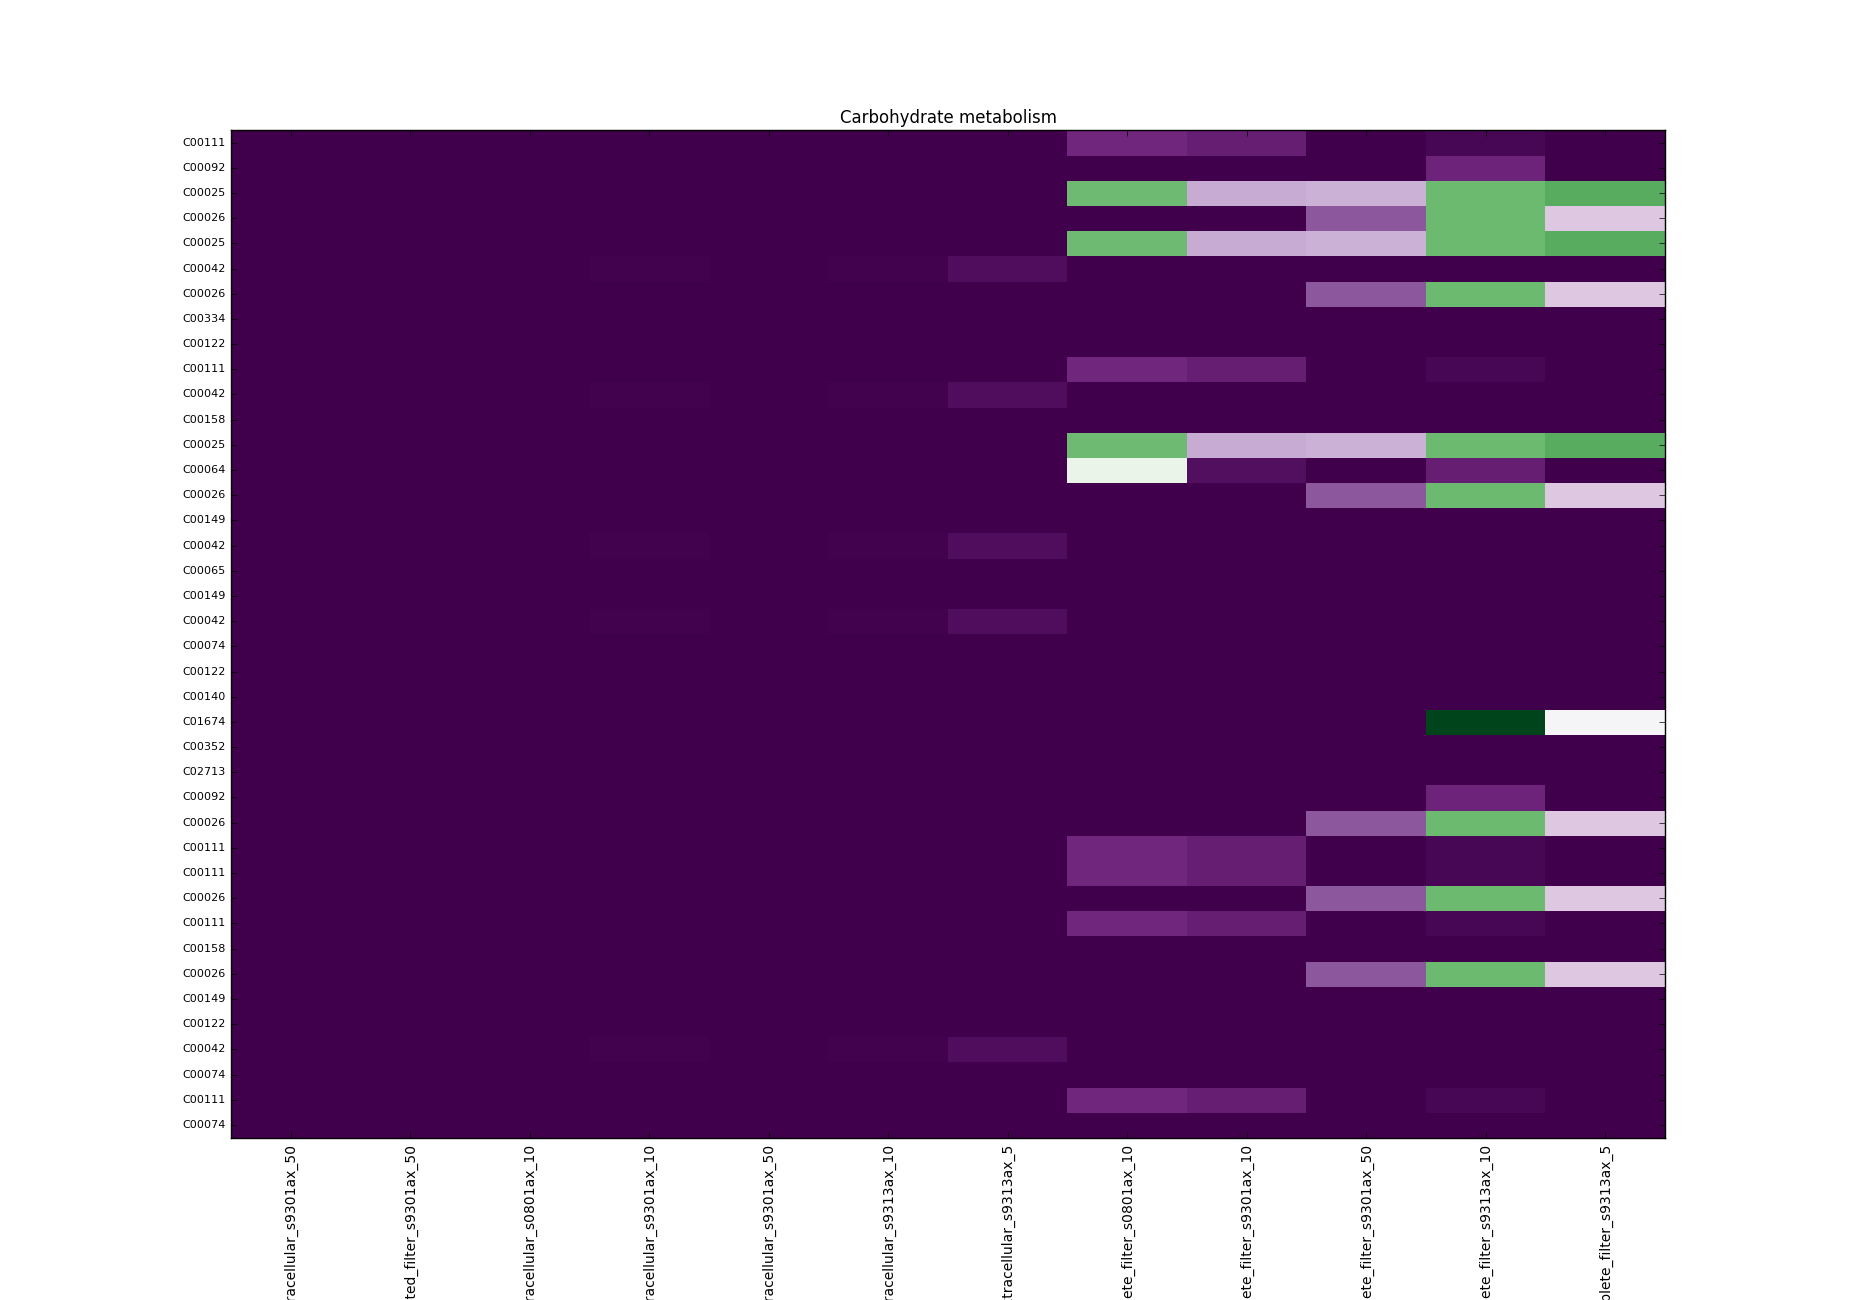 Carbohydrate metabolism
C00111
C00092
C00025
C00026
C00025
C00042
C00026
C00334
C00122
C00111
C00042
C00158
C00025
C00064
C00026
C00149
C00042
C00065
C00149
C00042
C00074
C00122
C00140
C01674
C00352
C02713
C00092
C00026
C00111
C00111
C00026
C00111
C00158
C00026
C00149
C00122
C00042
C00074
C00111
C00074
racellular_s9301ax_50
ted_filter_s9301ax_50
racellular_s0801ax_10
racellular_s9301ax_10
racellular_s9301ax_50
racellular_s9313ax_10
tracellular_s9313ax_5
ete_filter_s0801ax_10
ete_filter_s9301ax_10
ete_filter_s9301ax_50
ete_filter_s9313ax_10
olete_filter_s9313ax_5